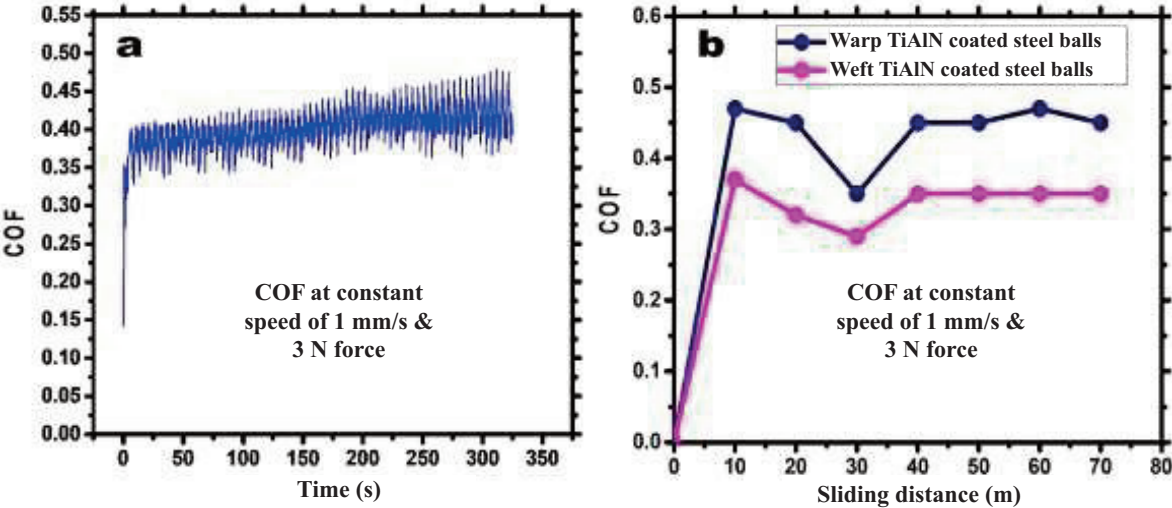 a
0.55
0.50
0.45
0.40
0.35
0.30
0.25
0.20
0.15
0.10
0.05
0.00
COF
COF at constant
speed of 1 mm/s &
3 N force
0 50 100 150 200 250 300 350
Time (s)
b
Warp TiAlN coated steel balls
Weft TiAlN coated steel balls
0.6
0.5
0.4
0.3
0.2
0.1
0.0
COF
COF at constant
speed of 1 mm/s &
3 N force
0 10 20 30 40 50 60 70 80
Sliding distance (m)